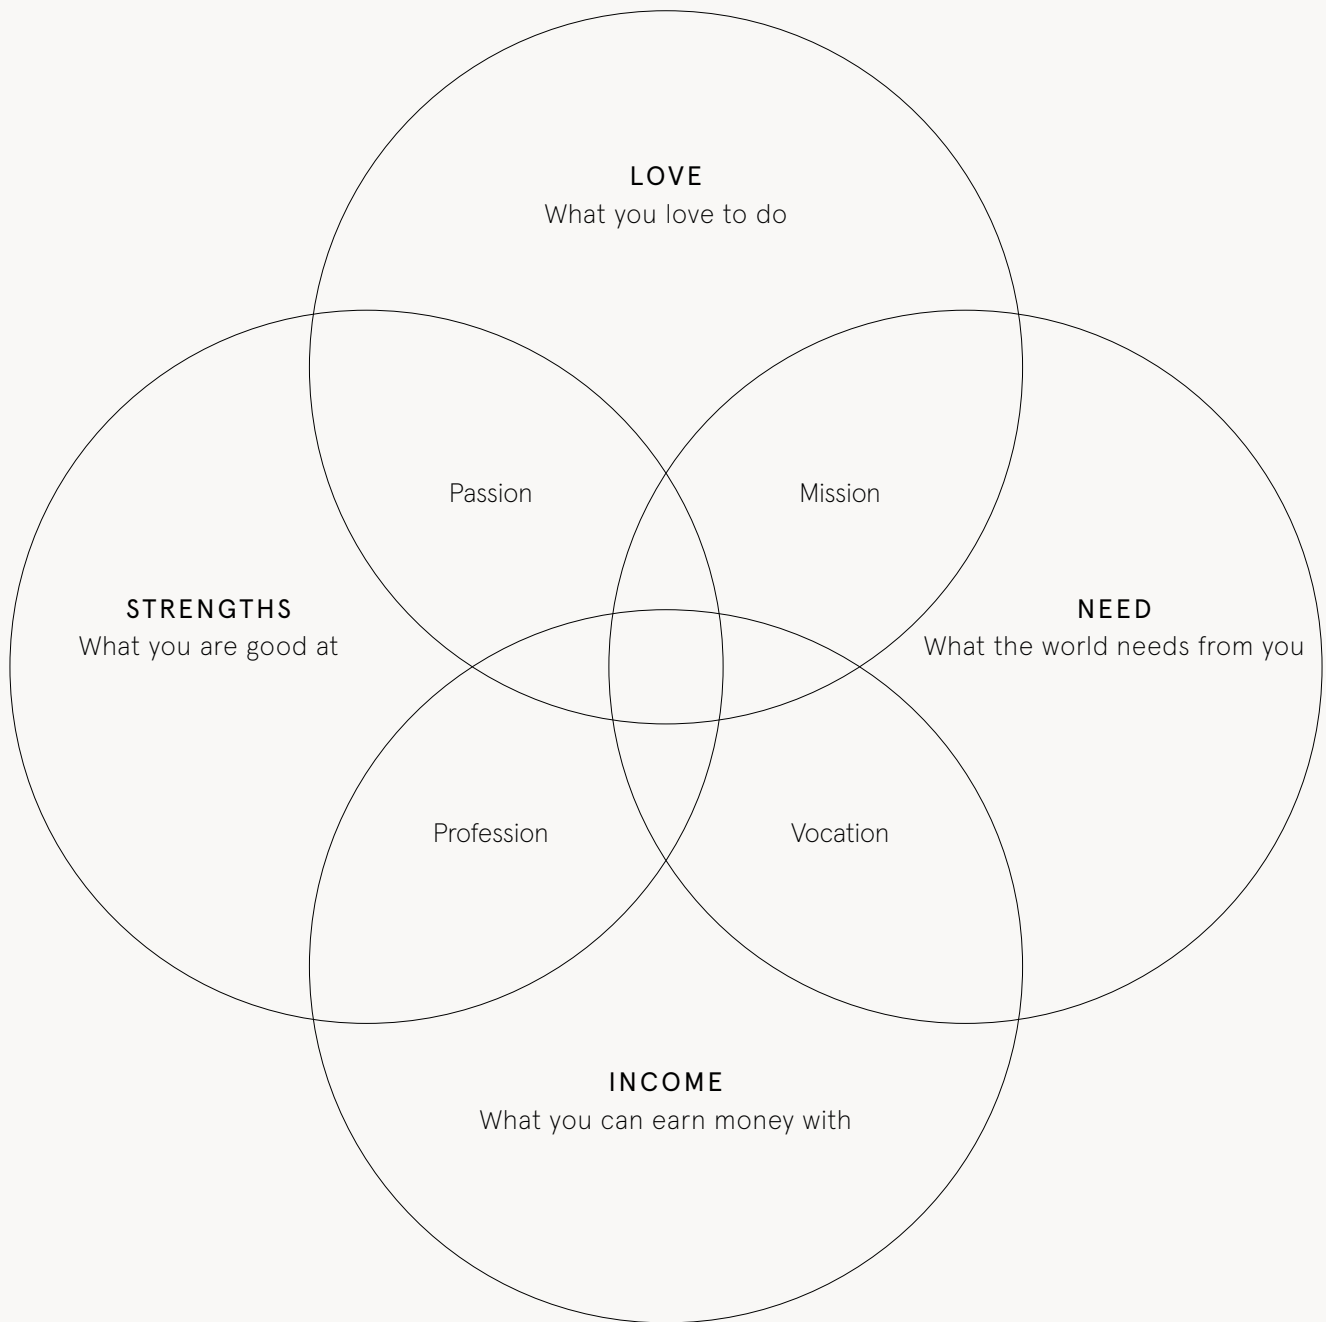 LOVE
What you love to do
Passion
Mission
STRENGTHS
What you are good at
NEED
What the world needs from you
Profession
Vocation
INCOME
What you can earn money with